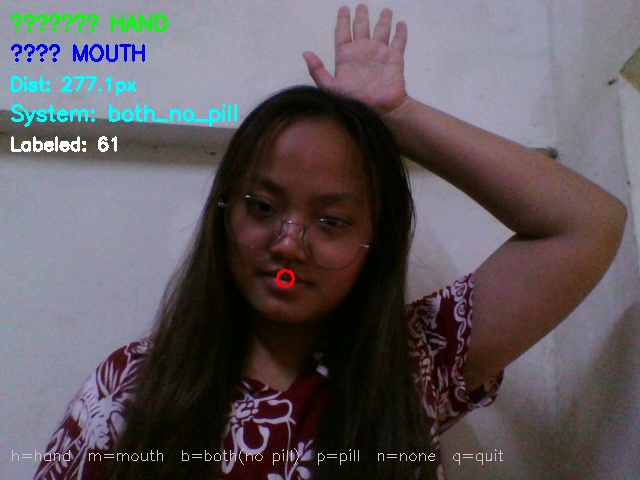 ??????? HAND
???? MOUTH
Dist: 277.1px
System: both_no_pill
Labeled: 61
h=hand m=mouth b=both(no pill) p=pill n=none q=quit